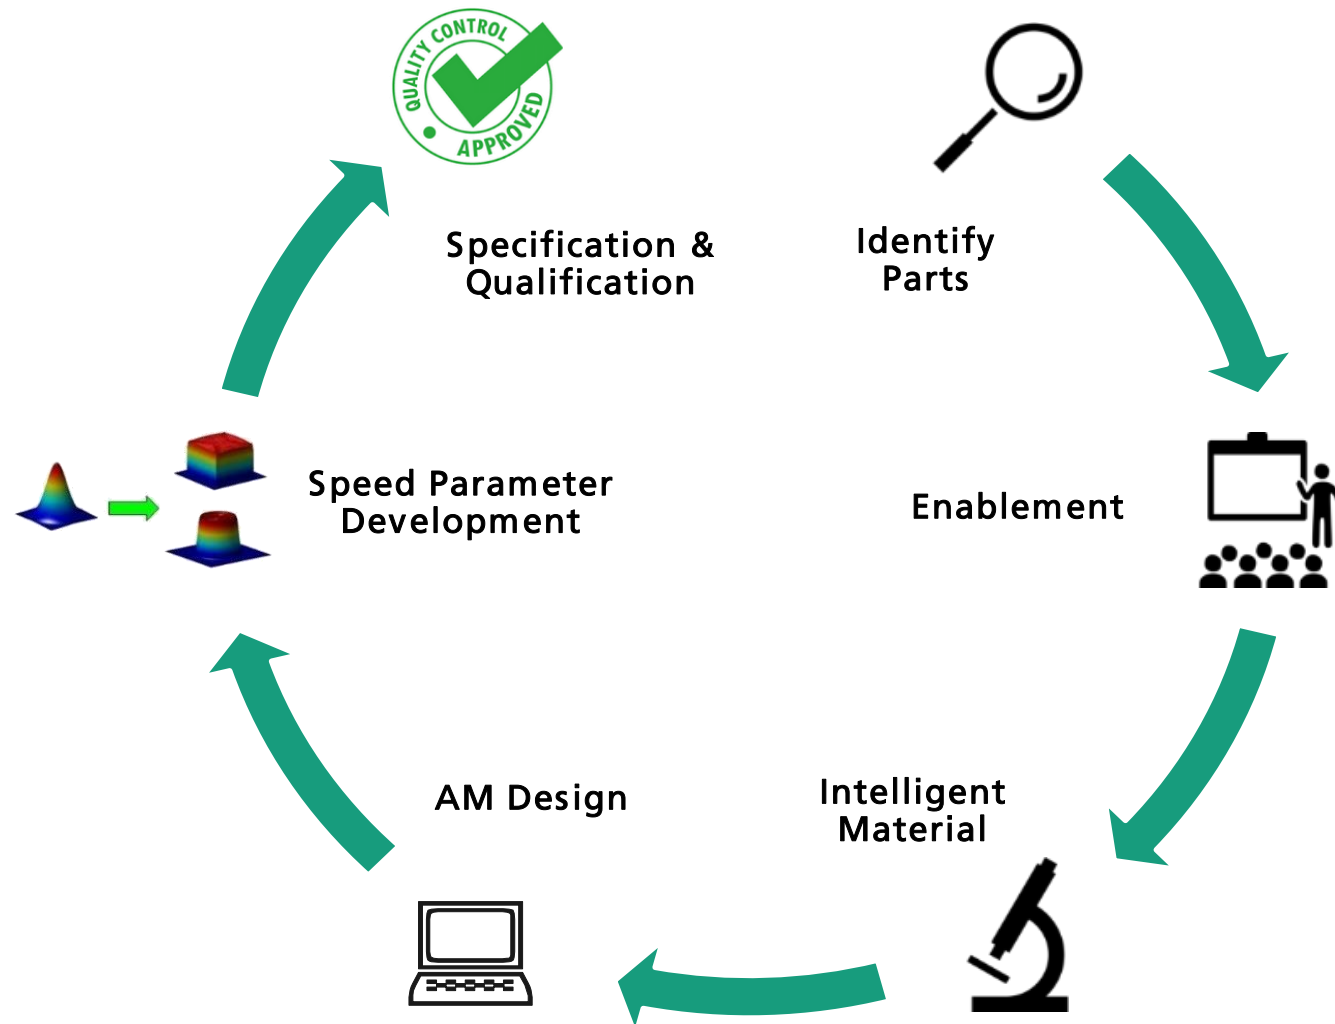 QUALITY CONTROL
APPROVED
Specification &
Qualification
Identify
Parts
Speed Parameter
Development
Enablement
AM Design
Intelligent
Material